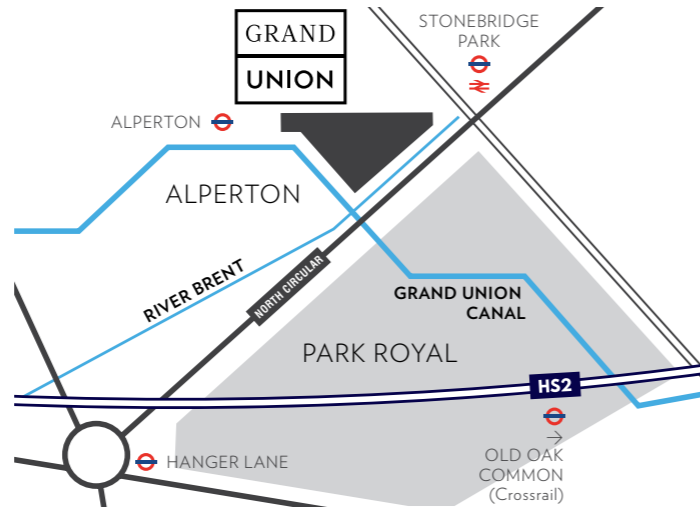 GRAND
UNION
STONEBRIDGE
PARK
ALPERTON
ALPERTON
RIVER BRENT
NORTH CIRCULAR
GRAND UNION
CANAL
PARK ROYAL
HS2
HANGER LANE
→
OLD OAK
COMMON
(Crossrail)